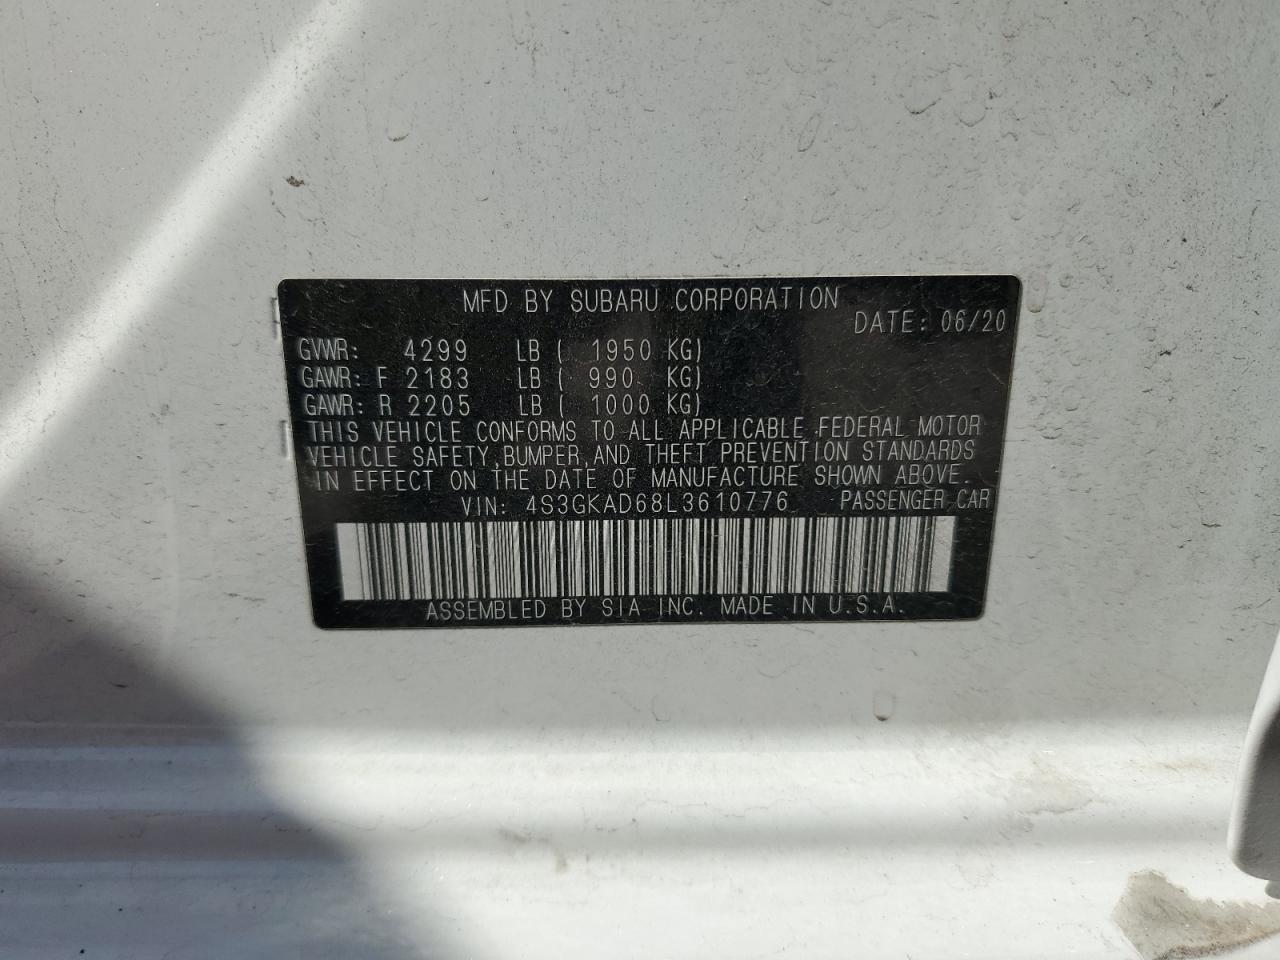 MFD BY SUBARU CORPORATION
DATE: 06/20
GVWR: 4299 LB ( 1950 KG)
GAWR: F 2183 LB ( 990 KG)
GAWR: R 2205 LB ( 1000 KG)
THIS VEHICLE CONFORMS TO ALL APPLICABLE FEDERAL MOTOR
VEHICLE SAFETY, BUMPER, AND THEFT PREVENTION STANDARDS
IN EFFECT ON THE DATE OF MANUFACTURE SHOWN ABOVE.
VIN: 4S3GKAD68L3610776 PASSENGER CAR
ASSEMBLED BY SIA INC. MADE IN U.S.A.